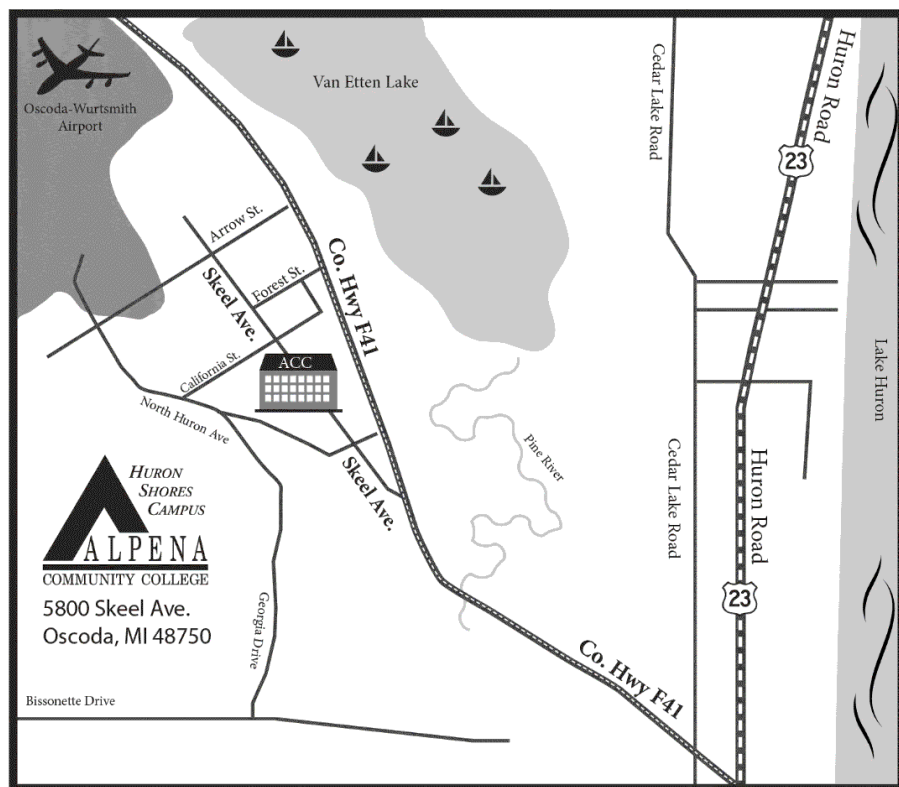 Oscoda-Wurtsmith
Airport
Van Etten Lake
Cedar Lake Road
Huron Road
23
Arrow St.
Skeel Ave.
Forest St.
Co. Hwy F41
California St.
ACC
North Huron Ave
Lake Huron
Pine River
Cedar Lake Road
Huron Road
23
Skeel Ave.
HURON
SHORES
CAMPUS
ALPENA
COMMUNITY COLLEGE
5800 Skeel Ave.
Oscoda, MI 48750
Georgia Drive
Co. Hwy F41
Bissonette Drive